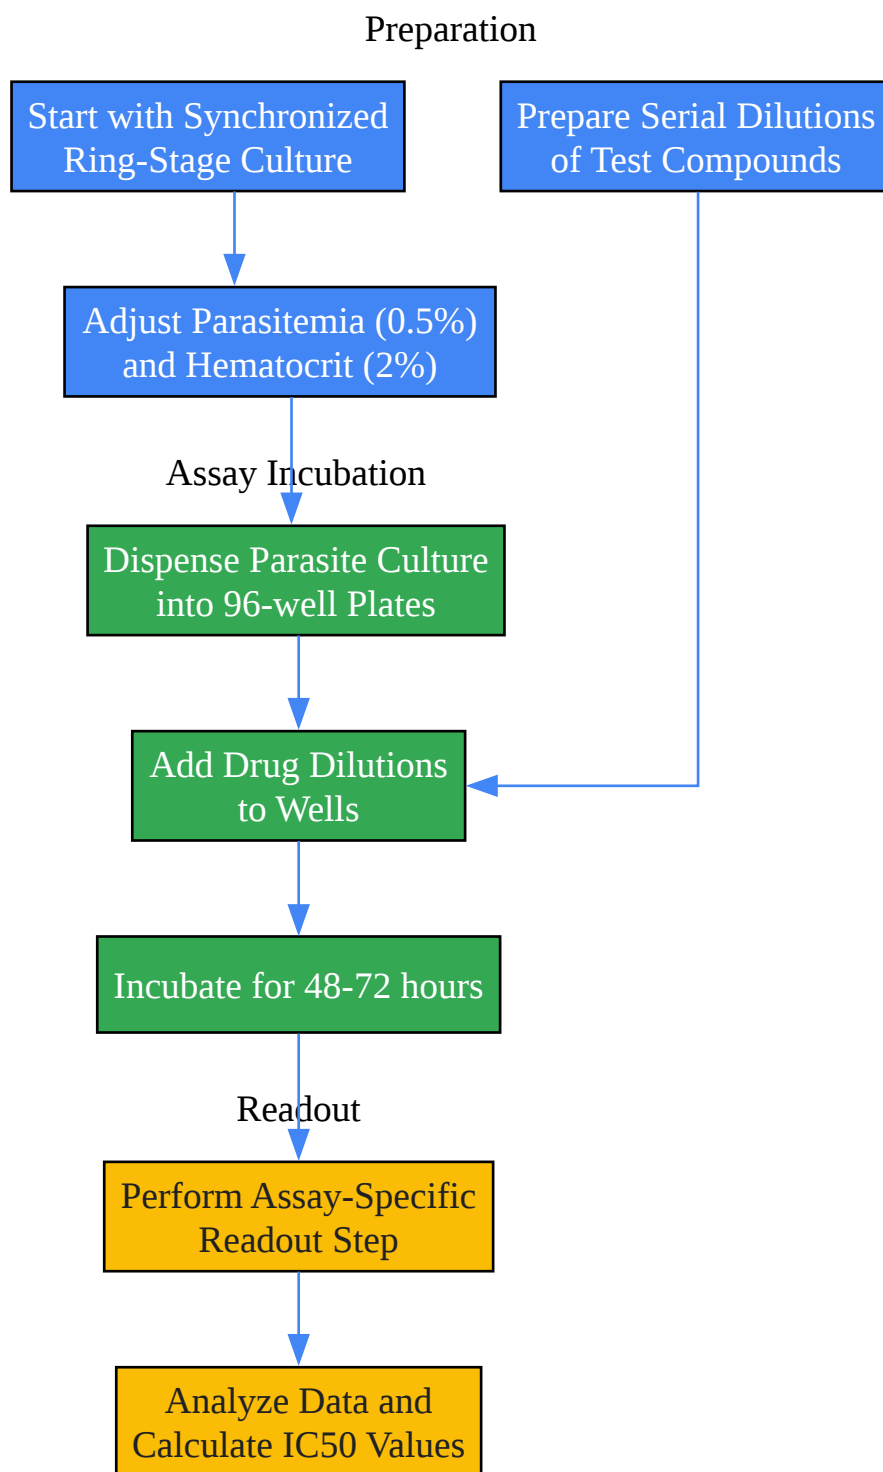 Preparation
Start with Synchronized
Ring-Stage Culture
Prepare Serial Dilutions
of Test Compounds
Adjust Parasitemia (0.5%)
and Hematocrit (2%)
Assay Incubation
Dispense Parasite Culture
into 96-well Plates
Add Drug Dilutions
to Wells
Incubate for 48-72 hours
Readout
Perform Assay-Specific
Readout Step
Analyze Data and
Calculate IC50 Values